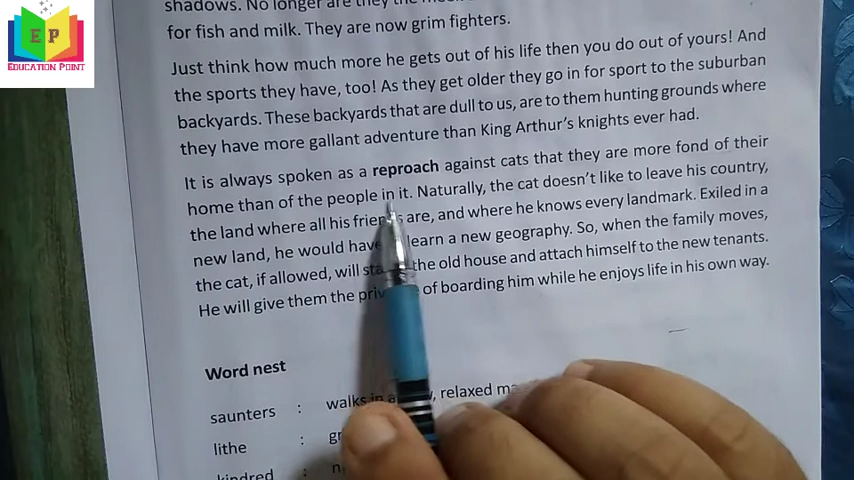 E P
EDUCATION POINT
shadows. No longer are they the
for fish and milk. They are now grim fighters.
Just think how much more he gets out of his life then you do out of yours! And
the sports they have, too! As they get older they go in for sport to the suburban
backyards. These backyards that are dull to us, are to them hunting grounds where
they have more gallant adventure than King Arthur's knights ever had.
It is always spoken as a reproach against cats that they are more fond of their
home than of the people in it. Naturally, the cat doesn't like to leave his country,
the land where all his friends are, and where he knows every landmark. Exiled in a
new land, he would have learn a new geography. So, when the family moves,
the cat, if allowed, will the old house and attach himself to the new tenants.
He will give them the of boarding him while he enjoys life in his own way.
Word nest
saunters : walks in a relaxed
lithe :
kindred :